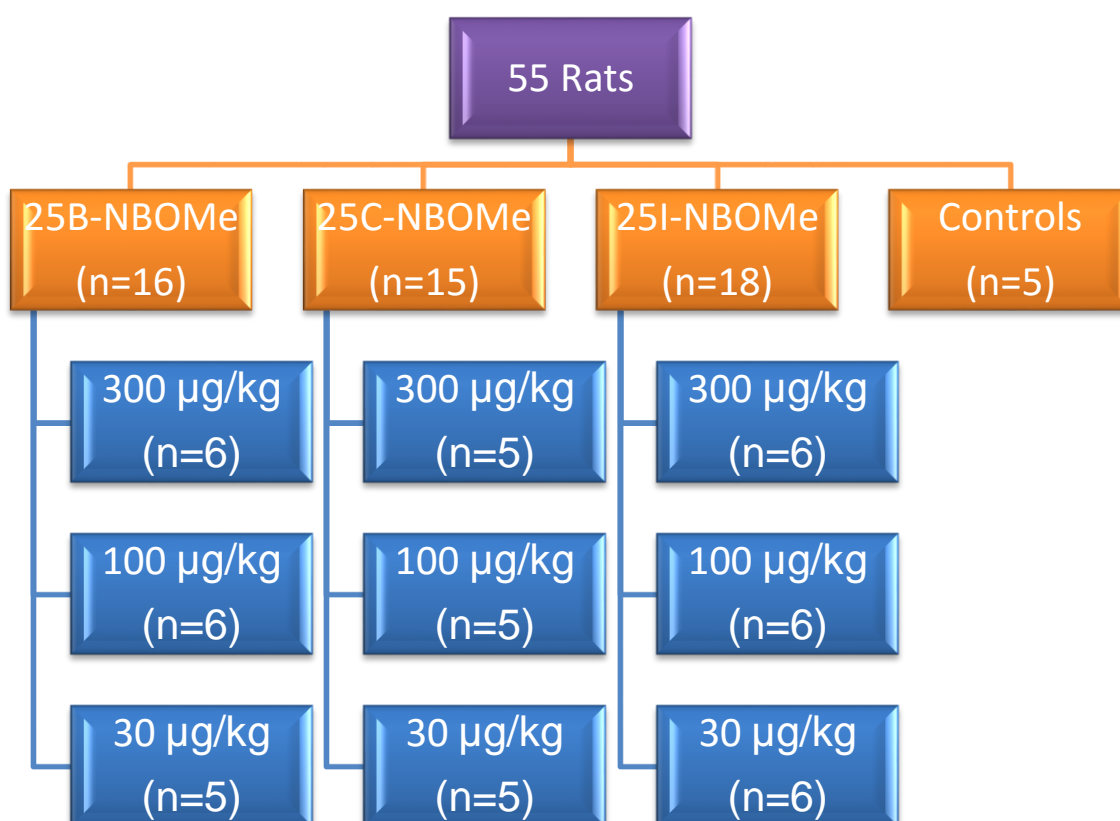 55 Rats
25B-NBOMe
(n=16)
25C-NBOMe
(n=15)
25I-NBOMe
(n=18)
Controls
(n=5)
300 µg/kg
(n=6)
300 µg/kg
(n=5)
300 µg/kg
(n=6)
100 µg/kg
(n=6)
100 µg/kg
(n=5)
100 µg/kg
(n=6)
30 µg/kg
(n=5)
30 µg/kg
(n=5)
30 µg/kg
(n=6)